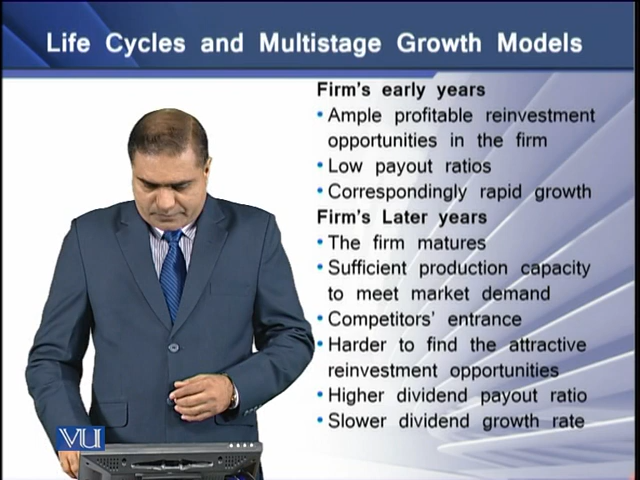 Life Cycles and Multistage Growth Models
Firm's early years
• Ample profitable reinvestment
opportunities in the firm
• Low payout ratios
• Correspondingly rapid growth
Firm's Later years
• The firm matures
• Sufficient production capacity
to meet market demand
• Competitors' entrance
• Harder to find the attractive
reinvestment opportunities
• Higher dividend payout ratio
• Slower dividend growth rate
VU